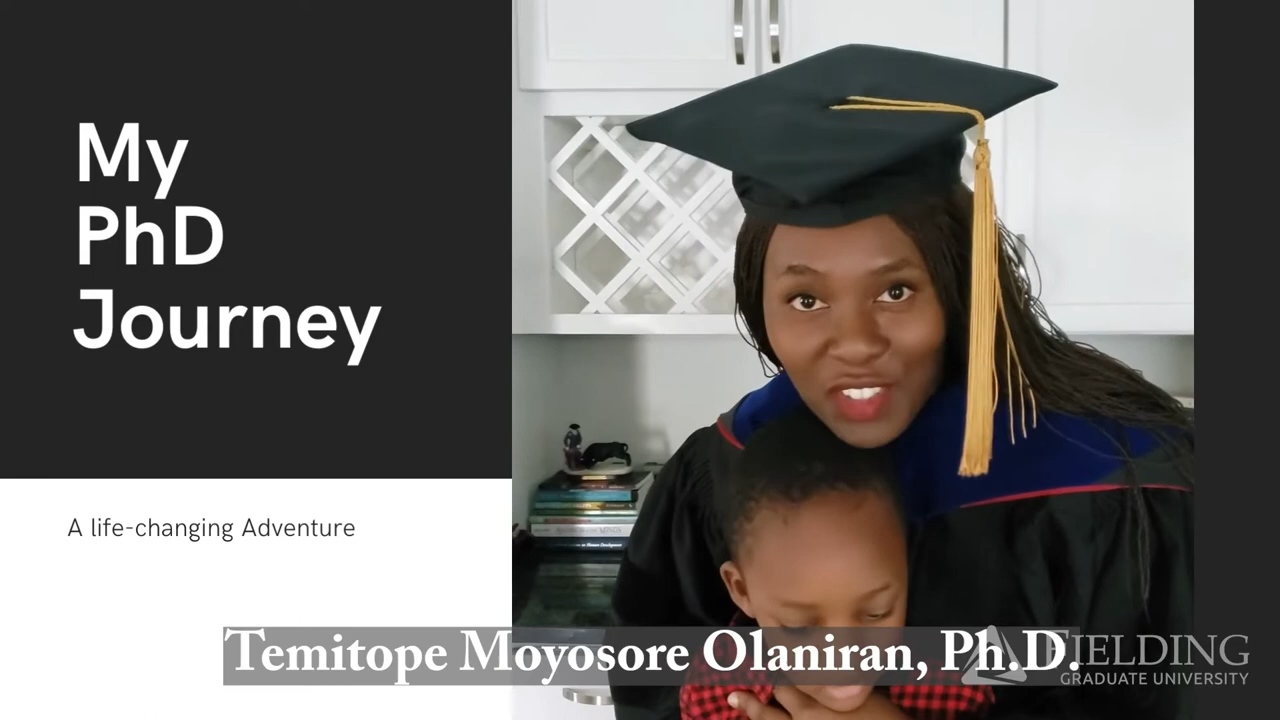 My
PhD
Journey
A life-changing Adventure
Temitope Moyosore Olaniran, Ph.D.
FIELDING
GRADUATE UNIVERSITY